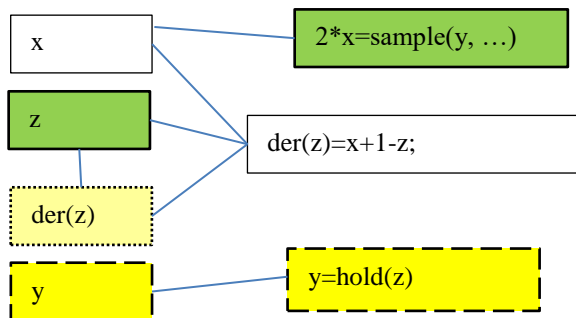 x
2*x=sample(y, …)
z
der(z)=x+1-z;
der(z)
y
y=hold(z)